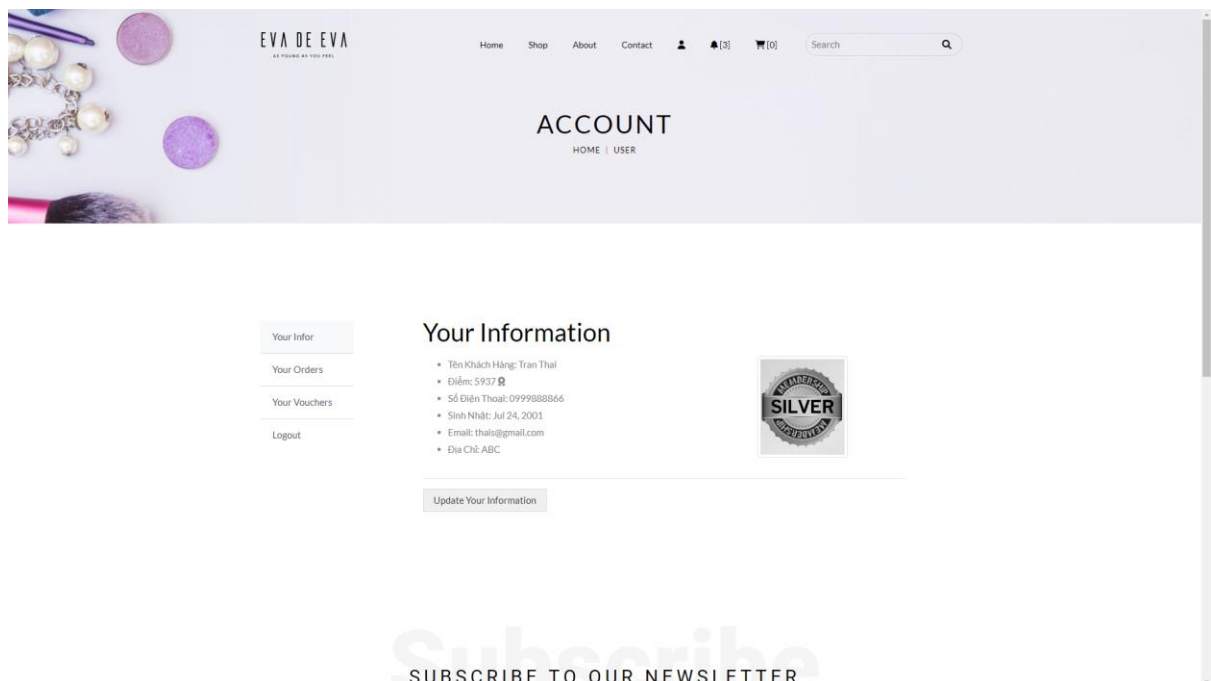 EVA DE EVA
AS YOUNG AS YOU FEEL
Home Shop About Contact [3] [0] Search
ACCOUNT
HOME | USER
Your Infor
Your Orders
Your Vouchers
Logout
Your Information
Tên Khách Hàng: Tran Thai
Điểm: 5937
Số Điện Thoại: 0999888866
Sinh Nhật: Jul 24, 2001
Email: thais@gmail.com
Địa Chỉ: ABC
MEMBERSHIP
SILVER
MEMBERSHIP
Update Your Information
Subscribe
SUBSCRIBE TO OUR NEWSLETTER